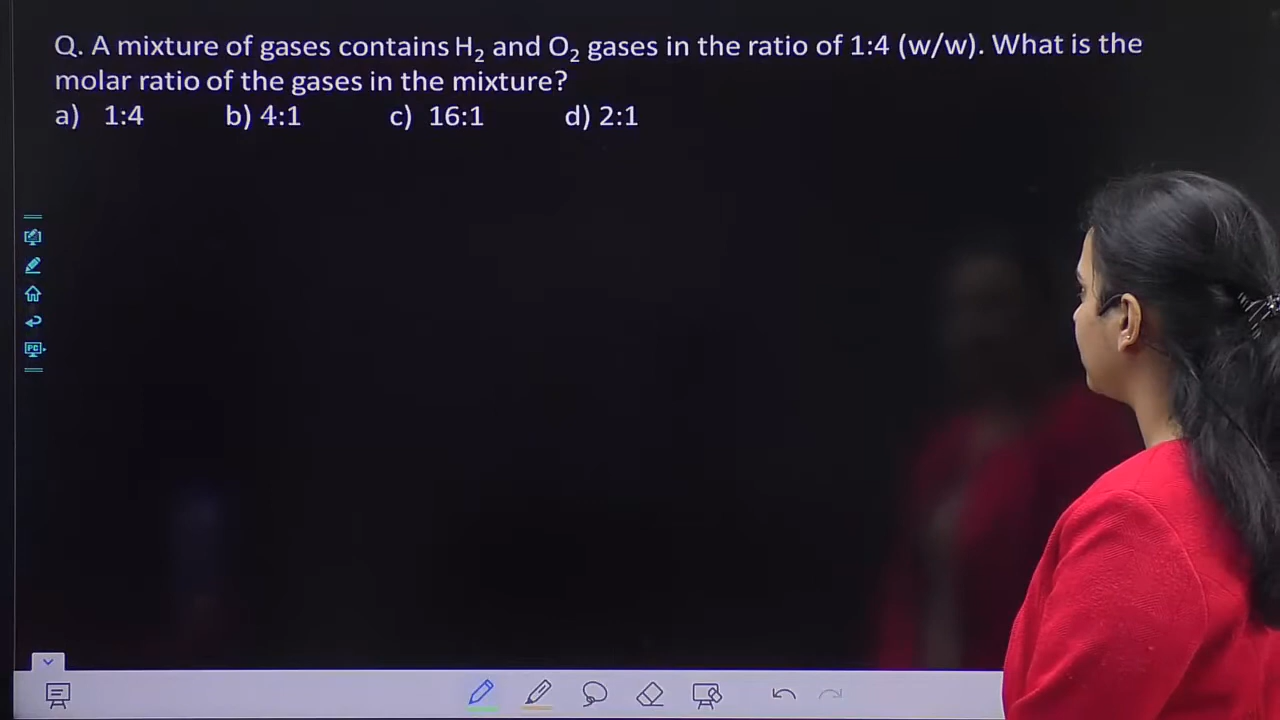 Q. A mixture of gases contains H₂ and O₂ gases in the ratio of 1:4 (w/w). What is the
molar ratio of the gases in the mixture?
a) 1:4 b) 4:1 c) 16:1 d) 2:1
PC